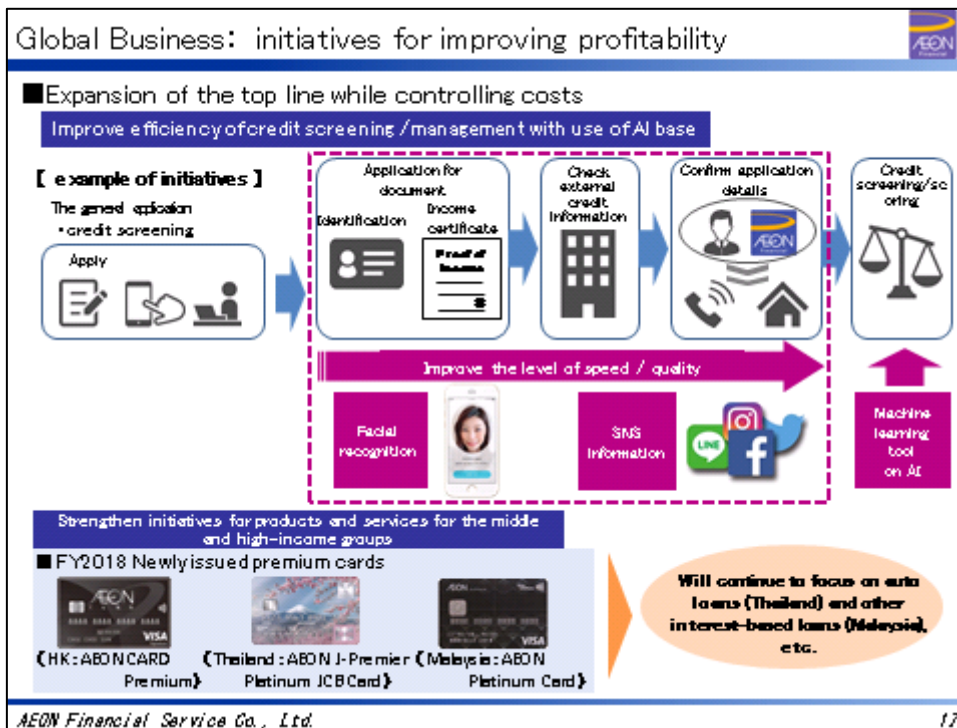 Global Business: initiatives for improving profitability
AEON
Financial
■Expansion of the top line while controlling costs
Improve efficiency of credit screening /management with use of AI base
[ example of initiatives ]
The general application
・credit screening
Apply
Application for
document
Identification
Income
certificate
Proof of
Income
$
Check
external
credit
information
Confirm application
details
AEON
Credit
screening/sc
oring
Improve the level of speed / quality
Facial
recognition
SNS
information
LINE
Machine
learning
tool
on AI
Strengthen initiatives for products and services for the middle
and high-income groups
■FY2018 Newly issued premium cards
AEON
VISA
VISA
(HK:AEON CARD
Premium)
(Thailand:AEON J-Premier
Platinum JCB Card)
(Malaysia:AEON
Platinum Card)
Will continue to focus on auto
loans (Thailand) and other
interest-based loans (Malaysia),
etc.
AEON Financial Service Co., Ltd.
17